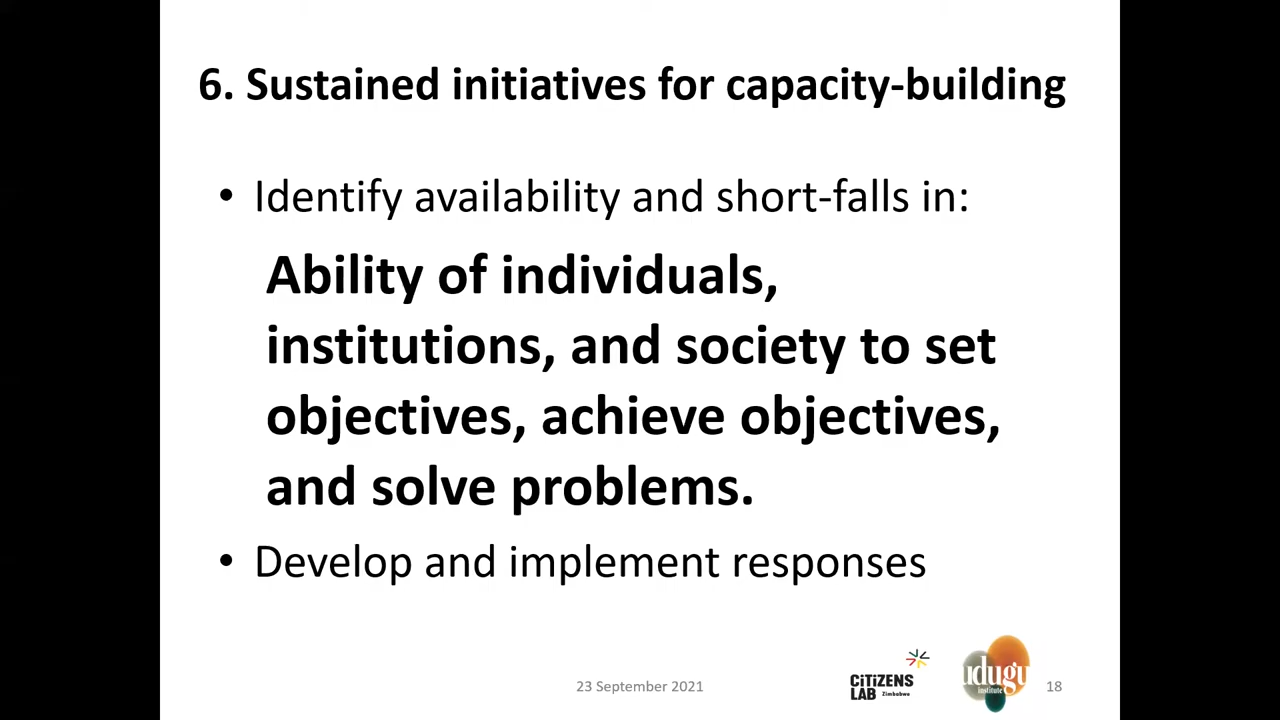 6. Sustained initiatives for capacity-building
• Identify availability and short-falls in:
Ability of individuals,
institutions, and society to set
objectives, achieve objectives,
and solve problems.
• Develop and implement responses
23 September 2021
CiTiZENS
LAB Zimbabwe
udugu
institute
18